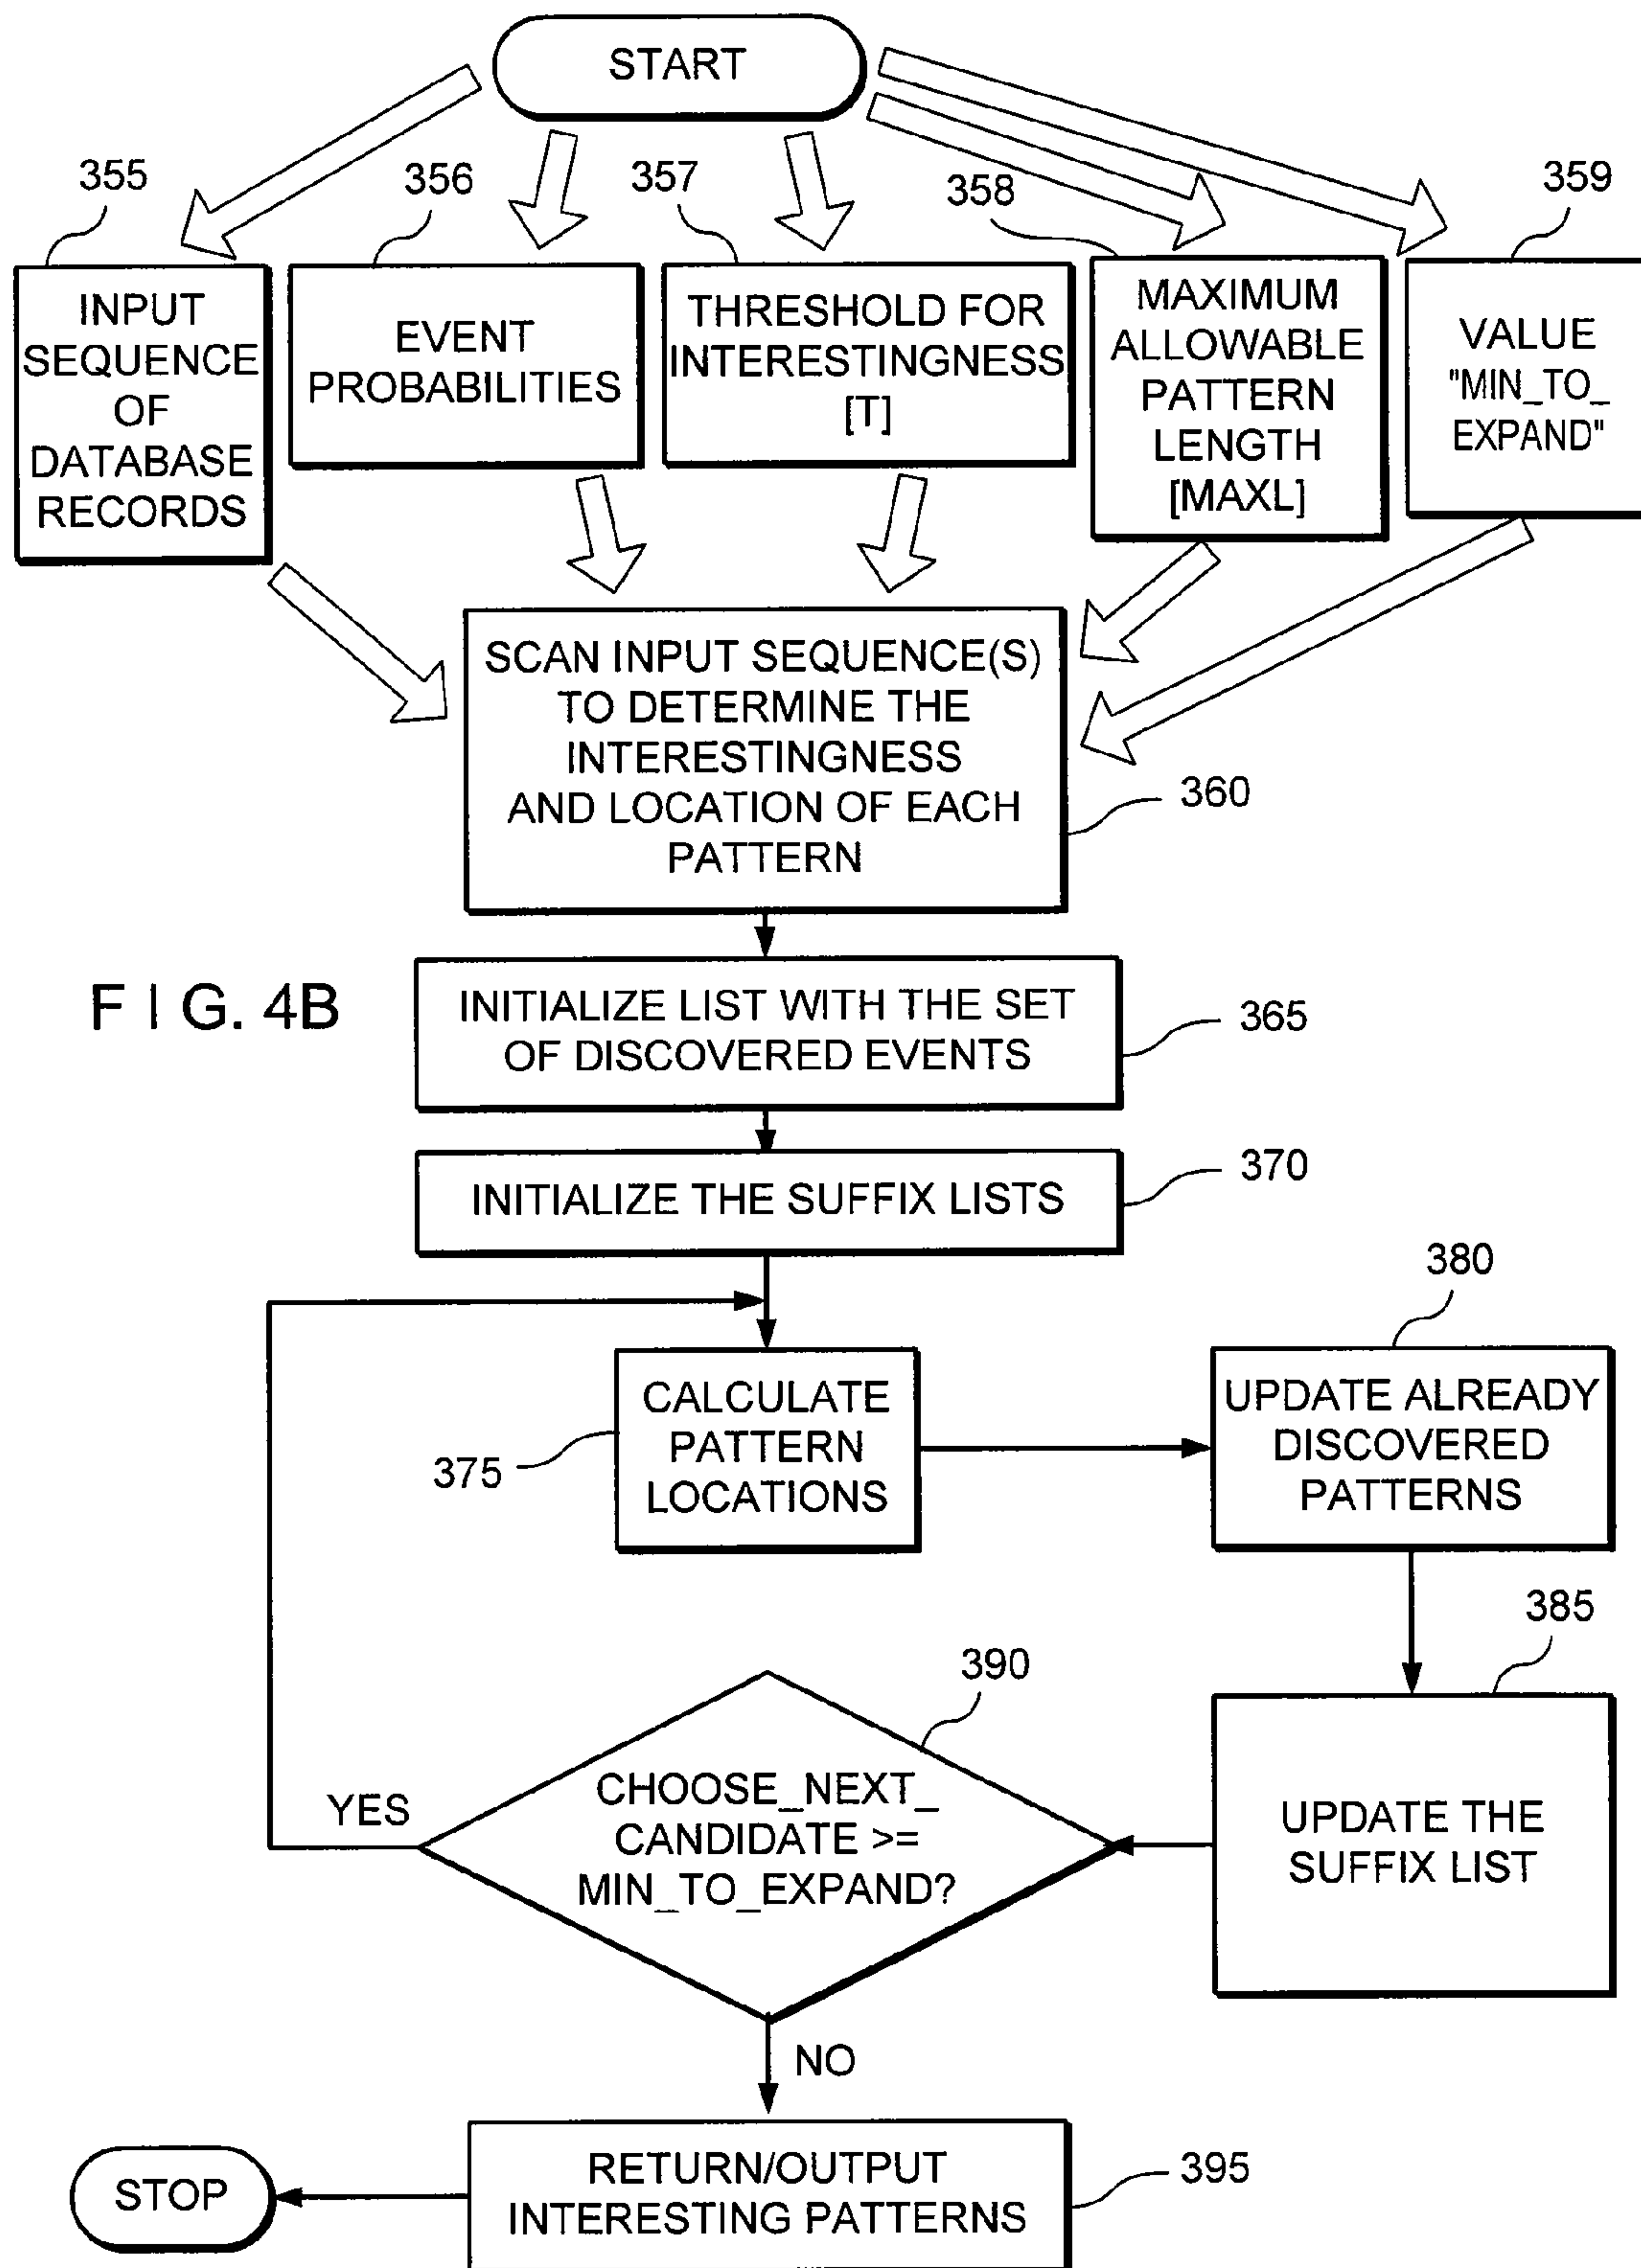 START
355
356
357
358
359
INPUT
SEQUENCE
OF
DATABASE
RECORDS
EVENT
PROBABILITIES
THRESHOLD FOR
INTERESTINGNESS
[T]
MAXIMUM
ALLOWABLE
PATTERN
LENGTH
[MAXL]
VALUE
"MIN_TO_
EXPAND"
SCAN INPUT SEQUENCE(S)
TO DETERMINE THE
INTERESTINGNESS
AND LOCATION OF EACH
PATTERN
360
FIG. 4B
INITIALIZE LIST WITH THE SET
OF DISCOVERED EVENTS
365
INITIALIZE THE SUFFIX LISTS
370
CALCULATE
PATTERN
LOCATIONS
375
380
UPDATE ALREADY
DISCOVERED
PATTERNS
385
UPDATE THE
SUFFIX LIST
390
CHOOSE_NEXT_
CANDIDATE >=
MIN_TO_EXPAND?
YES
NO
RETURN/OUTPUT
INTERESTING PATTERNS
395
STOP